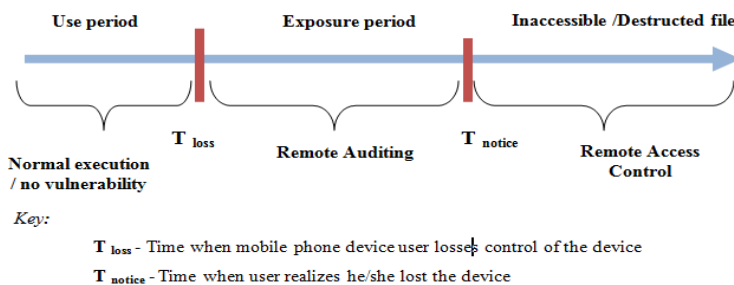 Use period Exposure period Inaccessible /Destructed file
T loss T notice
Normal execution / no vulnerability
Remote Auditing
Remote Access Control
Key:
T loss - Time when mobile phone device user losses control of the device
T notice - Time when user realizes he/she lost the device